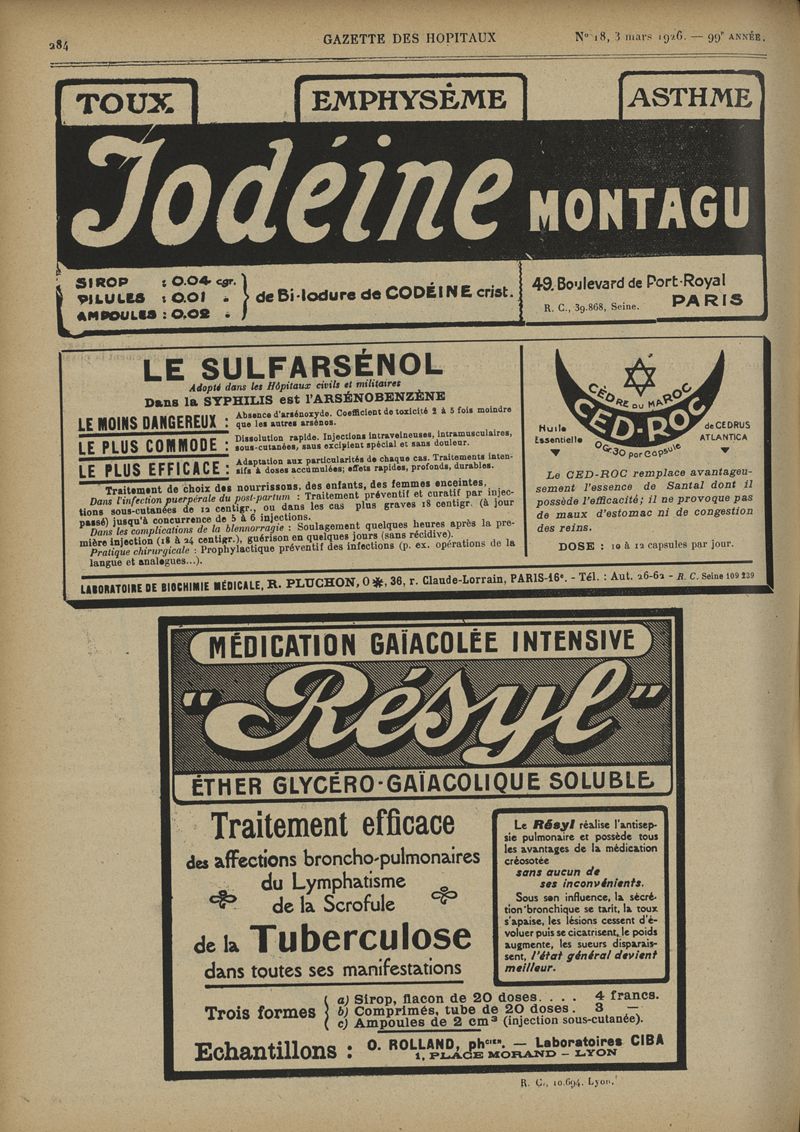 284
GAZETTE DES HOPITAUX
N° 18, 3 mars 1926. — 99e ANNÉE.
TOUX
EMPHYSÈME
ASTHME
Iodéine MONTAGU
SIROP : 0.04 cgr.
PILULES : 0.01 "
AMPOULES : 0.02 "
de Bi-Iodure de CODÉINE crist.
49, Boulevard de Port-Royal
R. C., 39.868, Seine. PARIS
LE SULFARSÉNOL
Adopté dans les Hôpitaux civils et militaires
Dans la SYPHILIS est l'ARSÉNOBENZÈNE
LE MOINS DANGEREUX : Absence d'arsénoxyde. Coefficient de toxicité 2 à 5 fois moindre
que les autres arsénos.
LE PLUS COMMODE : Dissolution rapide. Injections intraveineuses, intramusculaires,
sous-cutanées, sans excipient spécial et sans douleur.
LE PLUS EFFICACE : Adaptation aux particularités de chaque cas. Traitements inten-
sifs à doses accumulées; effets rapides, profonds, durables.
Traitement de choix des nourrissons, des enfants, des femmes enceintes.
Dans l'infection puerpérale du post-partum : Traitement préventif et curatif par injec-
tions sous-cutanées de 12 centigr., ou dans les cas plus graves 18 centigr. (à jour
passé) jusqu'à concurrence de 5 à 6 injections.
Dans les complications de la blennorragie : Soulagement quelques heures après la pre-
mière injection (18 à 24 centigr.), guérison en quelques jours (sans récidive).
Pratique chirurgicale : Prophylactique préventif des infections (p. ex. opérations de la
langue et analogues...).
CÈDRE DU MAROC
CED-ROC
0Gr.30 par Capsule
Huile
Essentielle
de CEDRUS
ATLANTICA
Le CED-ROC remplace avantageu-
sement l'essence de Santal dont il
possède l'efficacité; il ne provoque pas
de maux d'estomac ni de congestion
des reins.
DOSE : 10 à 12 capsules par jour.
LABORATOIRE DE BIOCHIMIE MÉDICALE, R. PLUCHON, O ✻, 36, r. Claude-Lorrain, PARIS-16e. - Tél. : Aut. 26-62 - R. C. Seine 109 239
MÉDICATION GAÏACOLÉE INTENSIVE
"Résyl"
ÉTHER GLYCÉRO-GAÏACOLIQUE SOLUBLE
Traitement efficace
des affections broncho-pulmonaires
du Lymphatisme
de la Scrofule
de la Tuberculose
dans toutes ses manifestations
Le Résyl réalise l'antisep-
sie pulmonaire et possède tous
les avantages de la médication
créosotée
sans aucun de
ses inconvénients.
Sous son influence, la sécré-
tion bronchique se tarit, la toux
s'apaise, les lésions cessent d'é-
voluer puis se cicatrisent, le poids
augmente, les sueurs disparais-
sent, l'état général devient
meilleur.
Trois formes
a) Sirop, flacon de 20 doses. . . . 4 francs.
b) Comprimés, tube de 20 doses . 3 —
c) Ampoules de 2 cm3 (injection sous-cutanée).
Echantillons : O. ROLLAND, phcien. — Laboratoires CIBA
1, PLACE MORAND - LYON
R. C., 10.694. Lyon.